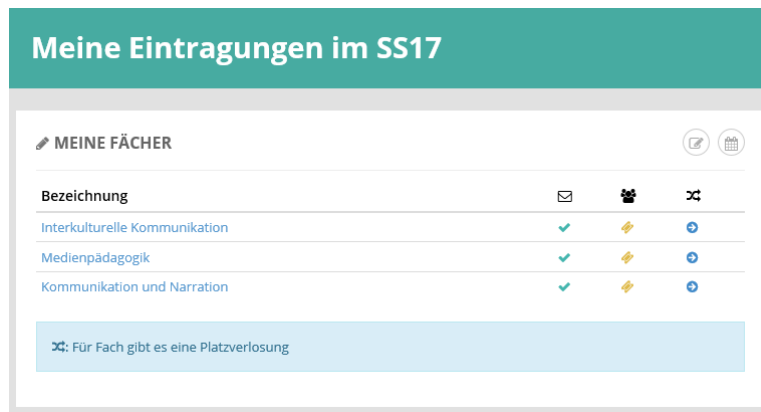 Meine Eintragungen im SS17
MEINE FÄCHER
Bezeichnung
Interkulturelle Kommunikation
Medienpädagogik
Kommunikation und Narration
: Für Fach gibt es eine Platzverlosung